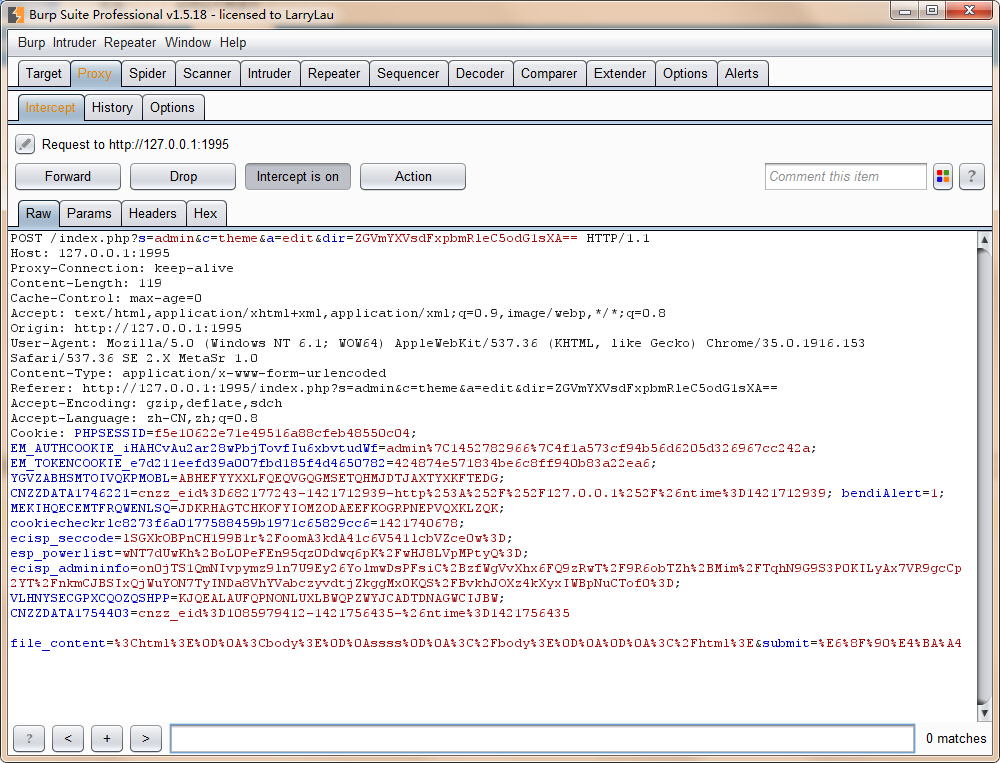 Burp Suite Professional v1.5.18 - licensed to LarryLau
Burp Intruder Repeater Window Help
Target Proxy Spider Scanner Intruder Repeater Sequencer Decoder Comparer Extender Options Alerts
Intercept History Options
Request to http://127.0.0.1:1995
Forward Drop Intercept is on Action Comment this item ?
Raw Params Headers Hex
POST /index.php?s=admin&c=theme&a=edit&dir=ZGVmYXVsdFxpbmRleC5odG1sXA== HTTP/1.1
Host: 127.0.0.1:1995
Proxy-Connection: keep-alive
Content-Length: 119
Cache-Control: max-age=0
Accept: text/html,application/xhtml+xml,application/xml;q=0.9,image/webp,*/*;q=0.8
Origin: http://127.0.0.1:1995
User-Agent: Mozilla/5.0 (Windows NT 6.1; WOW64) AppleWebKit/537.36 (KHTML, like Gecko) Chrome/35.0.1916.153
Safari/537.36 SE 2.X MetaSr 1.0
Content-Type: application/x-www-form-urlencoded
Referer: http://127.0.0.1:1995/index.php?s=admin&c=theme&a=edit&dir=ZGVmYXVsdFxpbmRleC5odG1sXA==
Accept-Encoding: gzip,deflate,sdch
Accept-Language: zh-CN,zh;q=0.8
Cookie: PHPSESSID=f5e10622e71e49516a88cfeb48550c04;
EM_AUTHCOOKIE_iHAHCvAu2ar28wPbjTovfIu6xbvtudWf=admin%7C1452782966%7C4f1a573cf94b56d6205d326967cc242a;
EM_TOKENCOOKIE_e7d211eefd39a007fbd185f4d4650782=424874e571834be6c8ff940b83a22ea6;
YGVZABHSMTOIVQKPMOBL=ABHEFYYXXLFQEQVGQGMSETQHMJDTJAXTYXKFTEDG;
CNZZDATA1746221=cnzz_eid%3D682177243-1421712939-http%253A%252F%252F127.0.0.1%252F%26ntime%3D1421712939; bendiAlert=1;
MEKIHQECEMTFRQWENLSQ=JDKRHAGTCHKOFYIOMZODAEEFKOGRPNEPVQXKLZQK;
cookiecheckr1c8273f6a0177588459b1971c65829cc6=1421740678;
ecisp_seccode=1SGXkOBPnCH199B1r%2FoomA3kdA41c6V5411cbVZce0w%3D;
esp_powerlist=wNT7dUwKh%2BoLOPeFEn95qzODdwq6pK%2FwHJ8LVpMPtyQ%3D;
ecisp_admininfo=on0jTS1QmNIvpymz9ln7U9Ey26YolmwDsPFsiC%2BzfWgVvXhx6FQ9zRwT%2F9R6obTZh%2BMim%2FTqhN9G9S3POKILyAx7VR9gcCp
2YT%2FnkmCJBSIxQjWuYON7TyINDa8VhYVabczyvdtjZkggMxOKQS%2FBvkhJOXz4kXyxIWBpNuCTof0%3D;
VLHNYSECGPXCQOZQSHPP=KJQEALAUFQPNONLUXLBWQPZWYJCADTDNAGWCIJBW;
CNZZDATA1754403=cnzz_eid%3D1085979412-1421756435-%26ntime%3D1421756435
file_content=%3Chtml%3E%0D%0A%3Cbody%3E%0D%0Assss%0D%0A%3C%2Fbody%3E%0D%0A%0D%0A%3C%2Fhtml%3E&submit=%E6%8F%90%E4%BA%A4
? < + > 0 matches